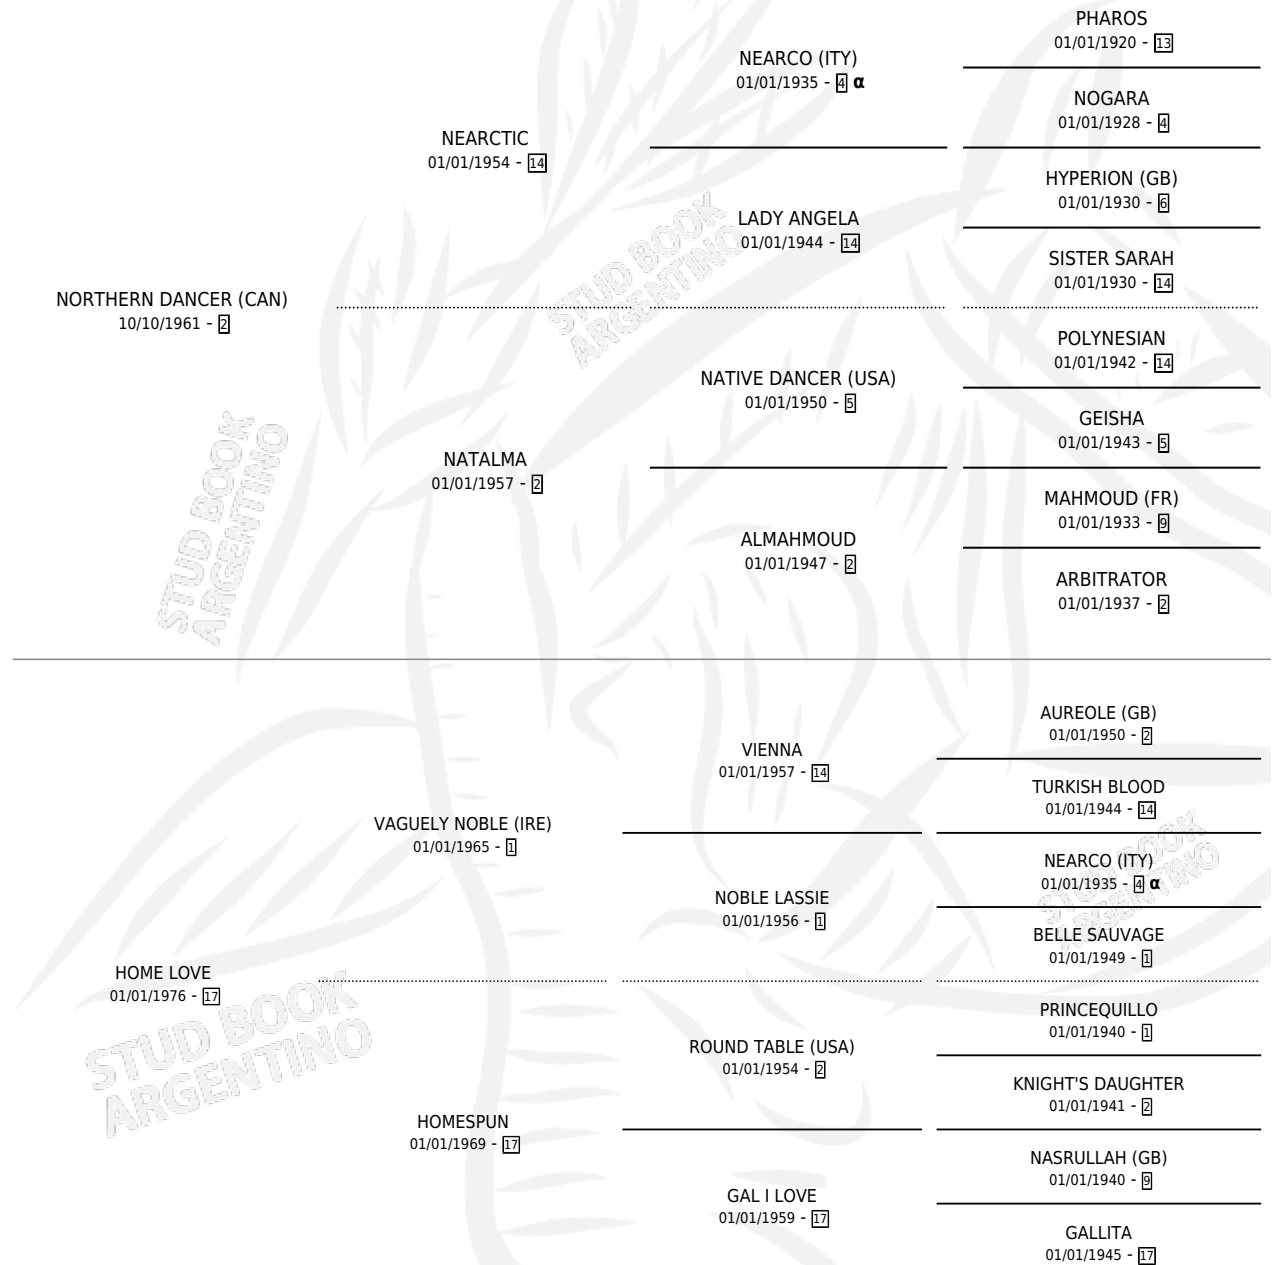 PHAROS
01/01/1920 - 13
NEARCO (ITY)
01/01/1935 - 4 α
NOGARA
01/01/1928 - 4
NEARCTIC
01/01/1954 - 14
HYPERION (GB)
01/01/1930 - 6
LADY ANGELA
01/01/1944 - 14
SISTER SARAH
01/01/1930 - 14
NORTHERN DANCER (CAN)
10/10/1961 - 2
POLYNESIAN
01/01/1942 - 14
NATIVE DANCER (USA)
01/01/1950 - 5
GEISHA
01/01/1943 - 5
NATALMA
01/01/1957 - 2
MAHMOUD (FR)
01/01/1933 - 9
ALMAHMOUD
01/01/1947 - 2
ARBITRATOR
01/01/1937 - 2
AUREOLE (GB)
01/01/1950 - 2
VIENNA
01/01/1957 - 14
TURKISH BLOOD
01/01/1944 - 14
VAGUELY NOBLE (IRE)
01/01/1965 - 1
NEARCO (ITY)
01/01/1935 - 4 α
NOBLE LASSIE
01/01/1956 - 1
BELLE SAUVAGE
01/01/1949 - 1
HOME LOVE
01/01/1976 - 17
PRINCEQUILLO
01/01/1940 - 1
ROUND TABLE (USA)
01/01/1954 - 2
KNIGHT'S DAUGHTER
01/01/1941 - 2
HOMESPUN
01/01/1969 - 17
NASRULLAH (GB)
01/01/1940 - 9
GAL I LOVE
01/01/1959 - 17
GALLITA
01/01/1945 - 17
STUD BOOK
ARGENTINO
STUD BOOK
ARGENTINO
STUD BOOK
ARGENTINO
STUD BOOK
ARGENTINO